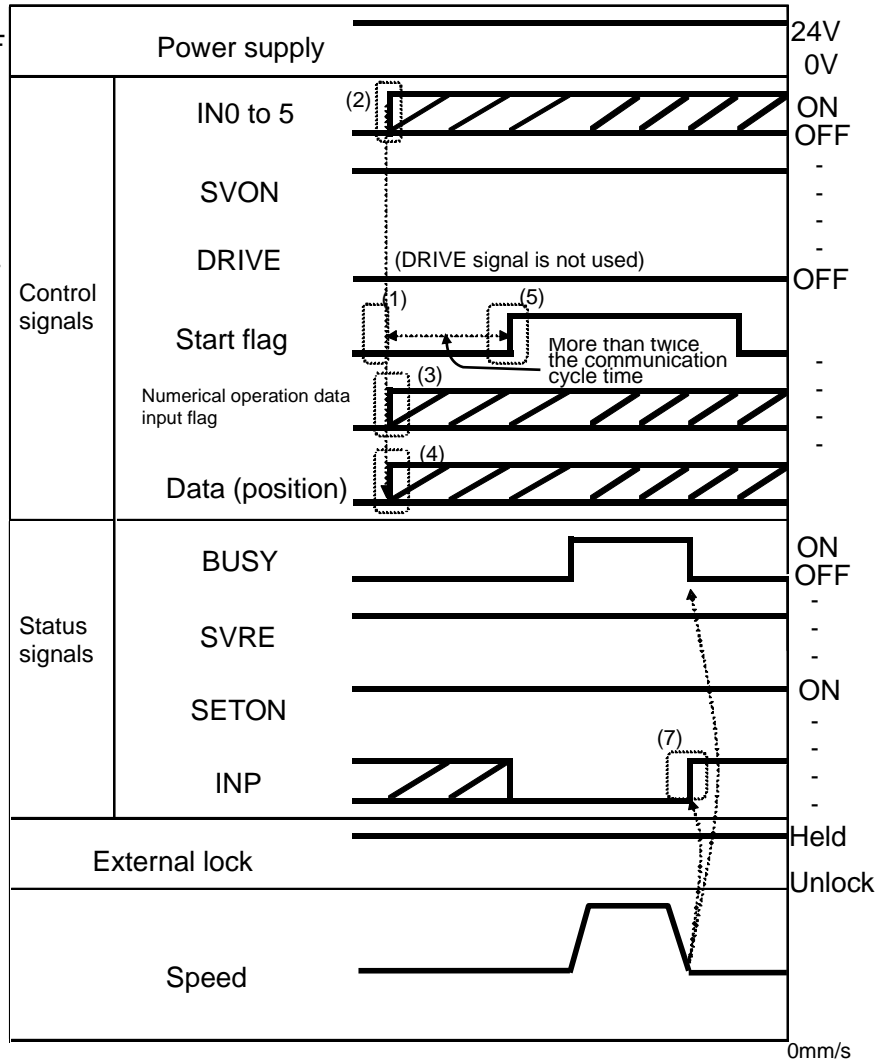 F
Power supply
24V
0V
IN0 to 5
(2)
ON
OFF
-
SVON
-
-
-
DRIVE
(DRIVE signal is not used)
OFF
Control
signals
(1)
(5)
Start flag
More than twice
the communication
cycle time
-
(3)
-
Numerical operation data
input flag
-
-
(4)
Data (position)
BUSY
ON
OFF
-
Status
signals
SVRE
-
-
SETON
ON
-
(7)
-
INP
-
-
External lock
Held
Unlock
Speed
0mm/s